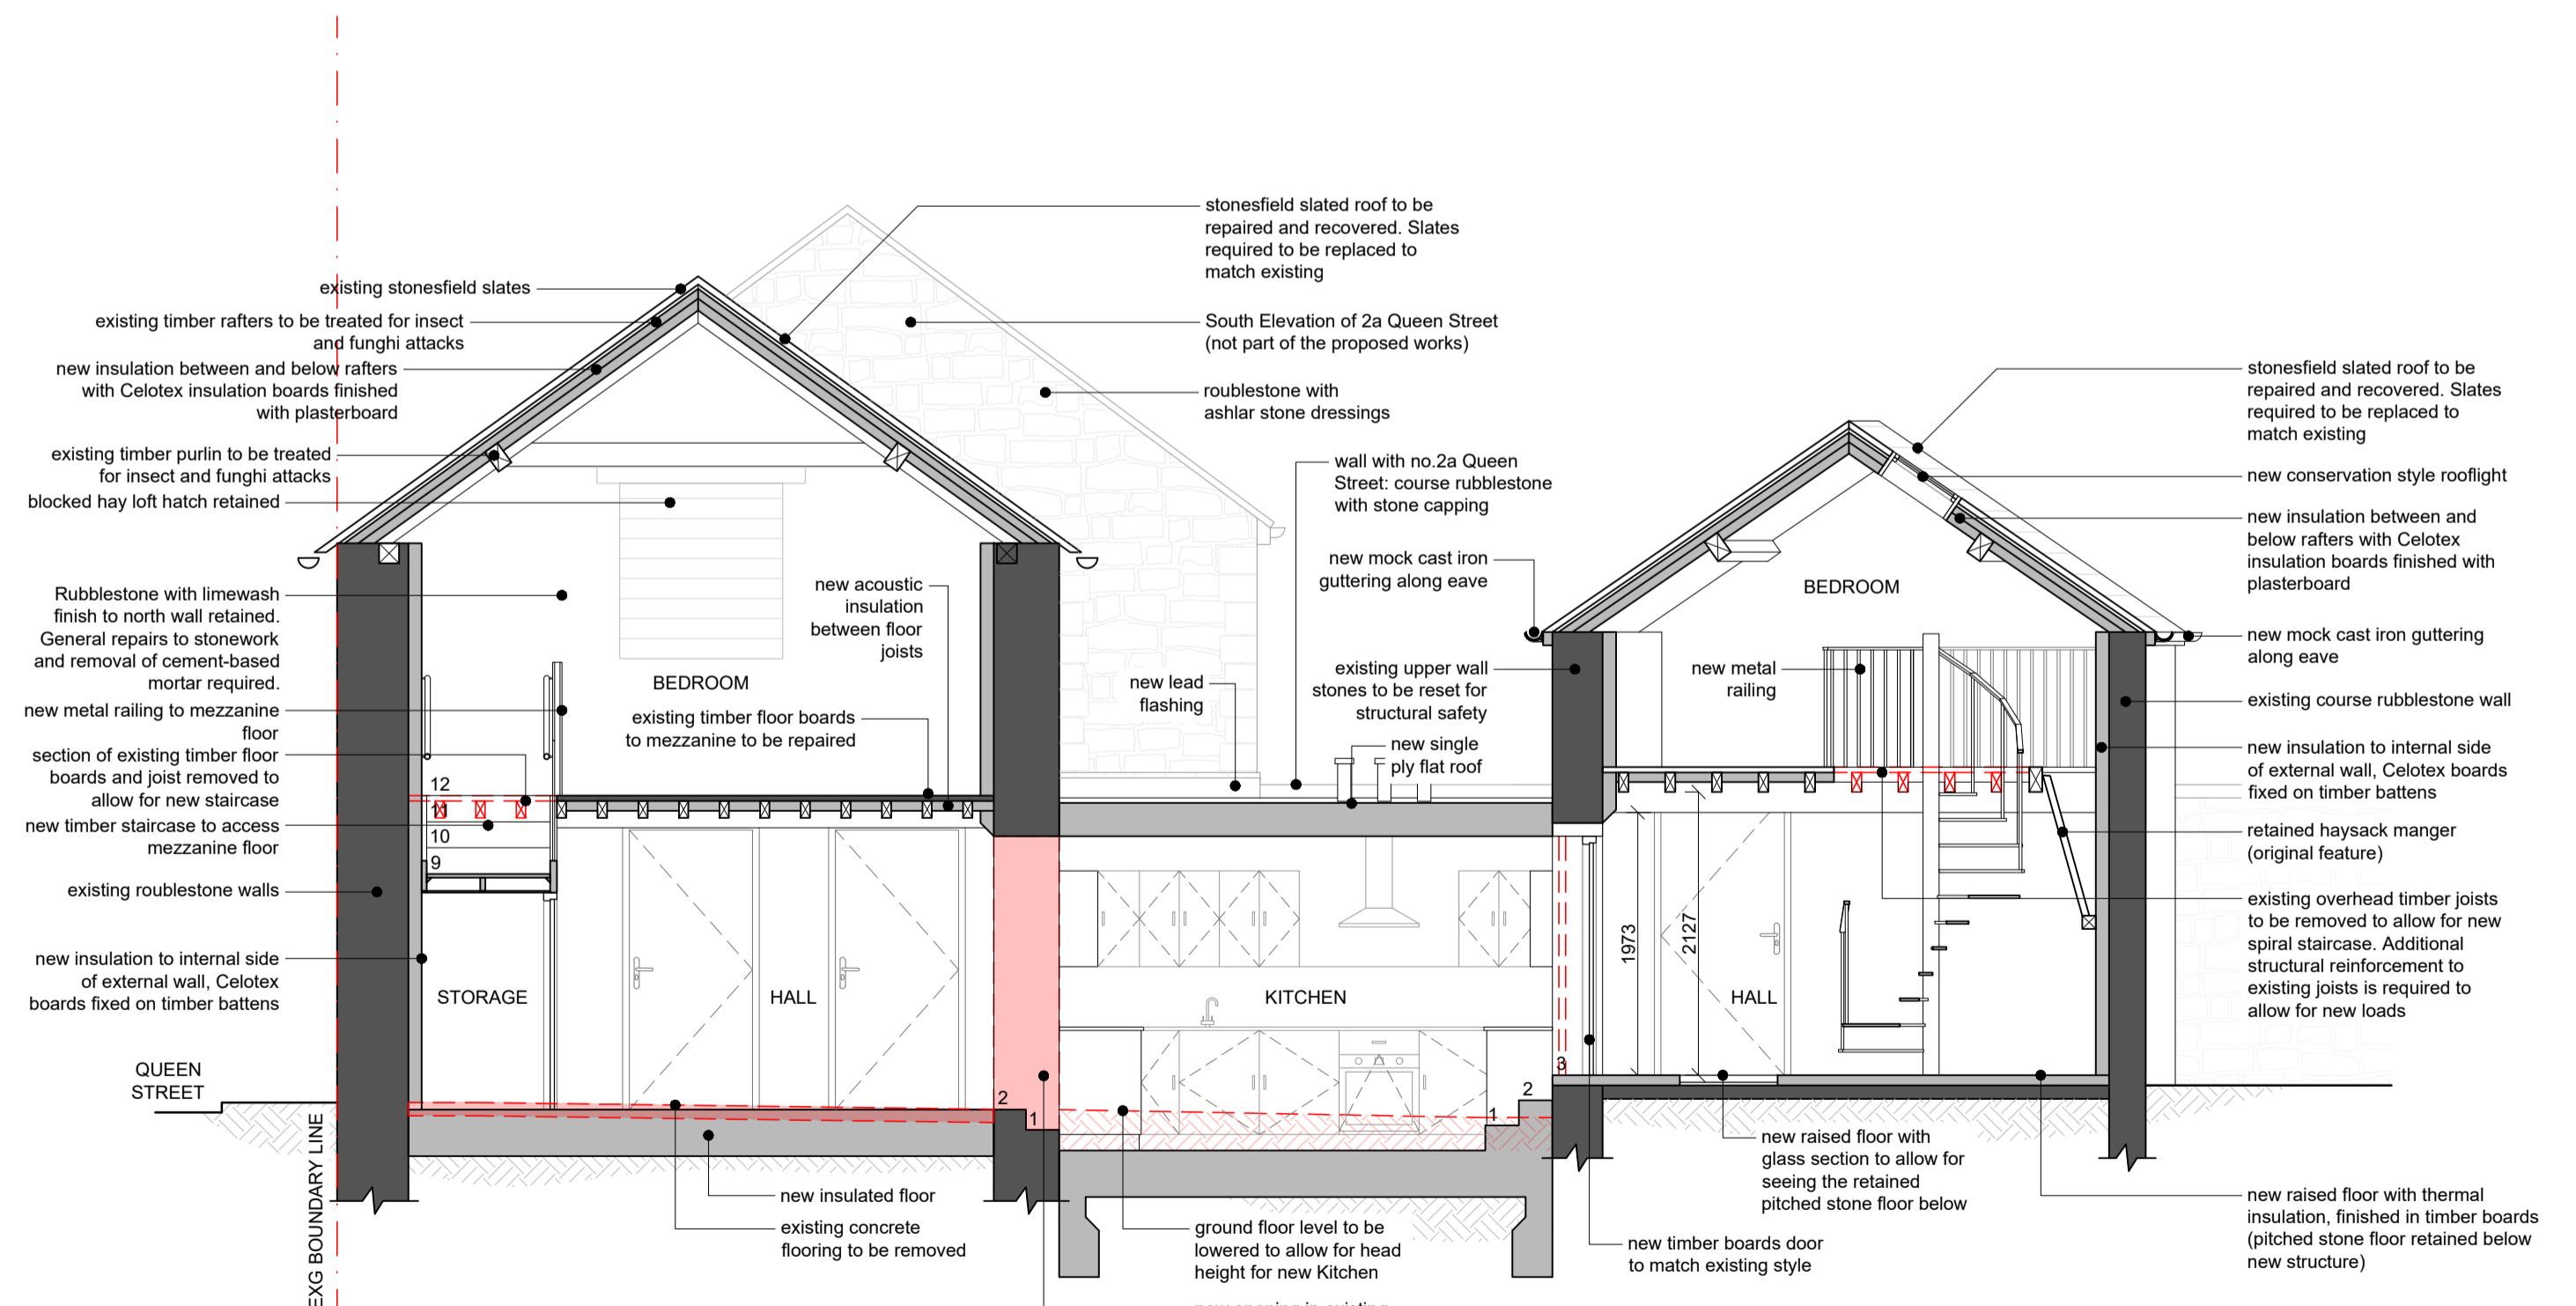 stonesfield slated roof to be
repaired and recovered. Slates
required to be replaced to
match existing
existing stonesfield slates
existing timber rafters to be treated for insect
and funghi attacks
South Elevation of 2a Queen Street
(not part of the proposed works)
new insulation between and below rafters
with Celotex insulation boards finished
with plasterboard
roublestone with
ashlar stone dressings
existing timber purlin to be treated
for insect and funghi attacks
blocked hay loft hatch retained
wall with no.2a Queen
Street: course rubblestone
with stone capping
new mock cast iron
guttering along eave
Rubblestone with limewash
finish to north wall retained.
General repairs to stonework
and removal of cement-based
mortar required.
new acoustic
insulation
between floor
joists
BEDROOM
new metal railing to mezzanine
floor
existing timber floor boards
to mezzanine to be repaired
section of existing timber floor
boards and joist removed to
allow for new staircase
new timber staircase to access
mezzanine floor
12
11
10
9
existing roublestone walls
new insulation to internal side
of external wall, Celotex
boards fixed on timber battens
STORAGE
HALL
new lead
flashing
existing upper wall
stones to be reset for
structural safety
new single
ply flat roof
KITCHEN
2
1
1
2
3
QUEEN
STREET
EXG BOUNDARY LINE
new insulated floor
existing concrete
flooring to be removed
ground floor level to be
lowered to allow for head
height for new Kitchen
new opening in existing
stonesfield slated roof to be
repaired and recovered. Slates
required to be replaced to
match existing
new conservation style rooflight
new insulation between and
below rafters with Celotex
insulation boards finished with
plasterboard
BEDROOM
new mock cast iron guttering
along eave
new metal
railing
existing course rubblestone wall
new insulation to internal side
of external wall, Celotex boards
fixed on timber battens
retained haysack manger
(original feature)
existing overhead timber joists
to be removed to allow for new
spiral staircase. Additional
structural reinforcement to
existing joists is required to
allow for new loads
1973
2127
HALL
new raised floor with
glass section to allow for
seeing the retained
pitched stone floor below
new timber boards door
to match existing style
new raised floor with thermal
insulation, finished in timber boards
(pitched stone floor retained below
new structure)